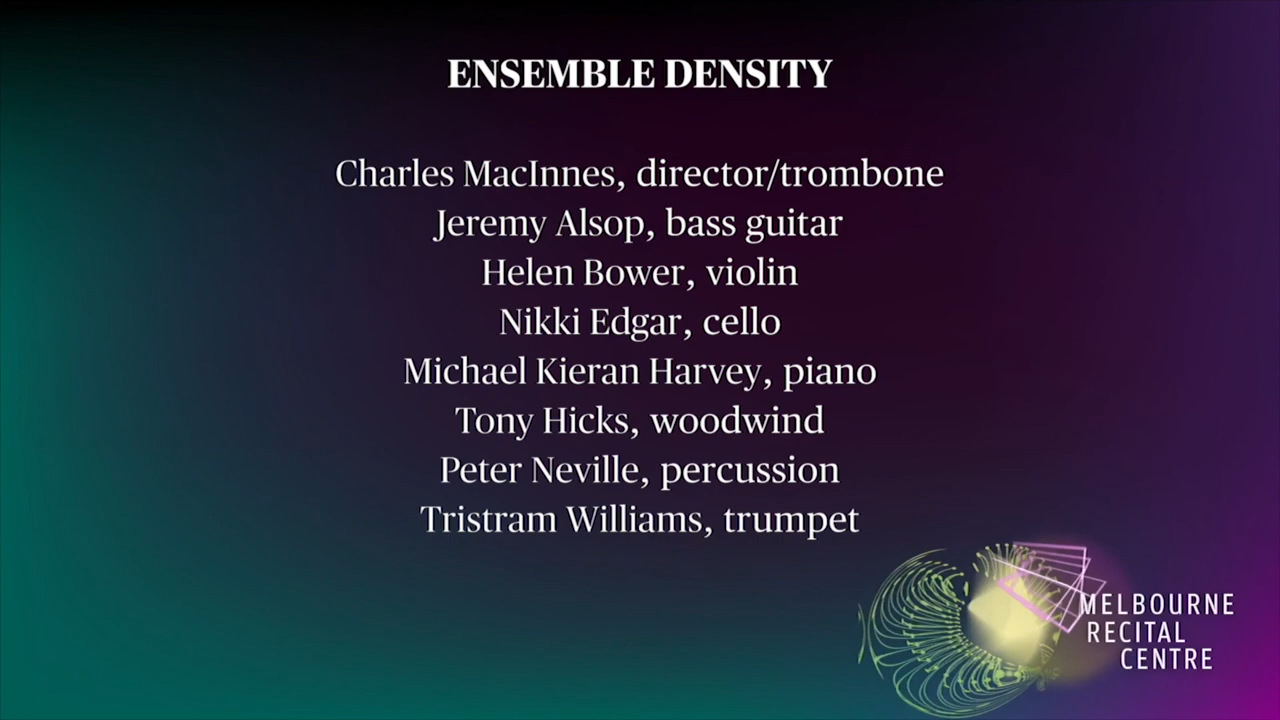 ENSEMBLE DENSITY
Charles MacInnes, director/trombone
Jeremy Alsop, bass guitar
Helen Bower, violin
Nikki Edgar, cello
Michael Kieran Harvey, piano
Tony Hicks, woodwind
Peter Neville, percussion
Tristram Williams, trumpet
MELBOURNE
RECITAL
CENTRE